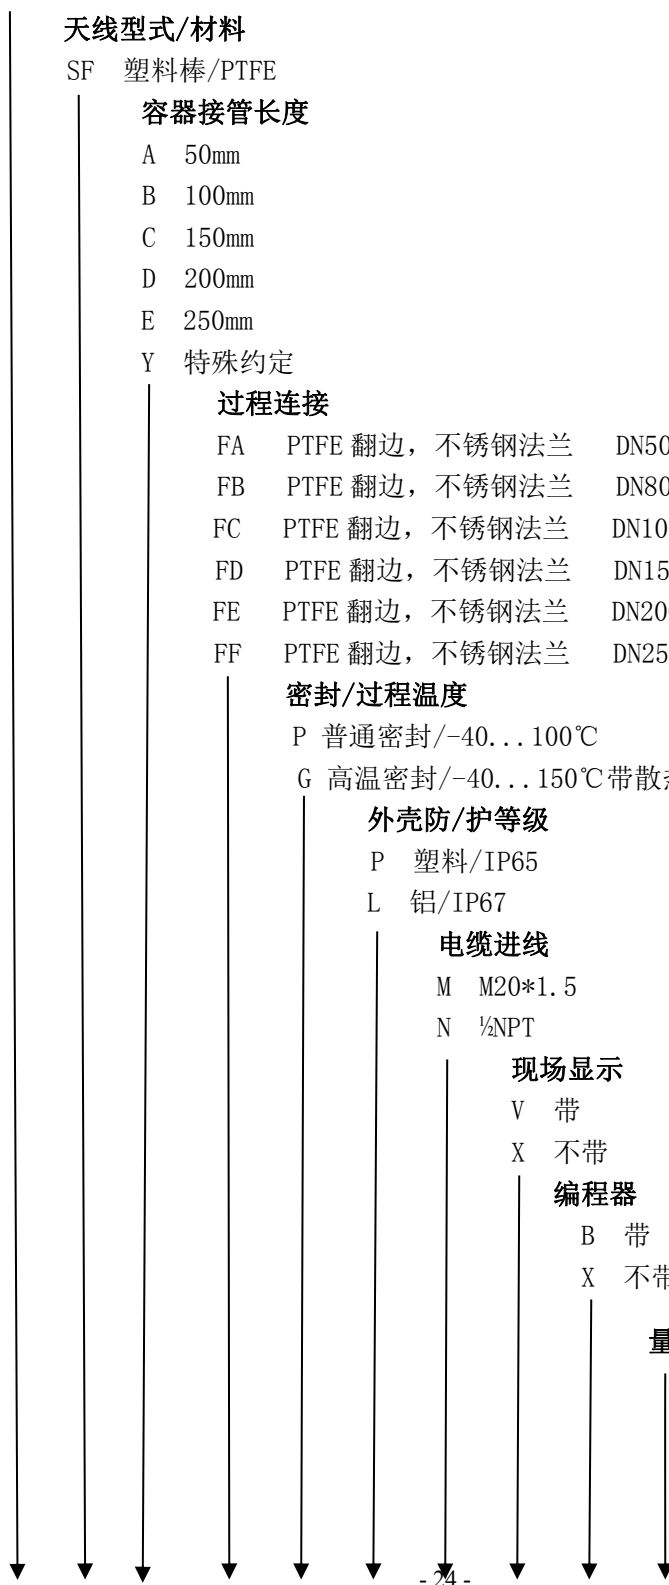 天线型式/材料
SF 塑料棒/PTFE
容器接管长度
A 50mm
B 100mm
C 150mm
D 200mm
E 250mm
Y 特殊约定
过程连接
FA PTFE 翻边，不锈钢法兰 DN50
FB PTFE 翻边，不锈钢法兰 DN80
FC PTFE 翻边，不锈钢法兰 DN10
FD PTFE 翻边，不锈钢法兰 DN15
FE PTFE 翻边，不锈钢法兰 DN20
FF PTFE 翻边，不锈钢法兰 DN25
密封/过程温度
P 普通密封/-40...100℃
G 高温密封/-40...150℃带散
外壳防/护等级
P 塑料/IP65
L 铝/IP67
电缆进线
M M20*1.5
N ½NPT
现场显示
V 带
X 不带
编程器
B 带
X 不带
量
- 24 -